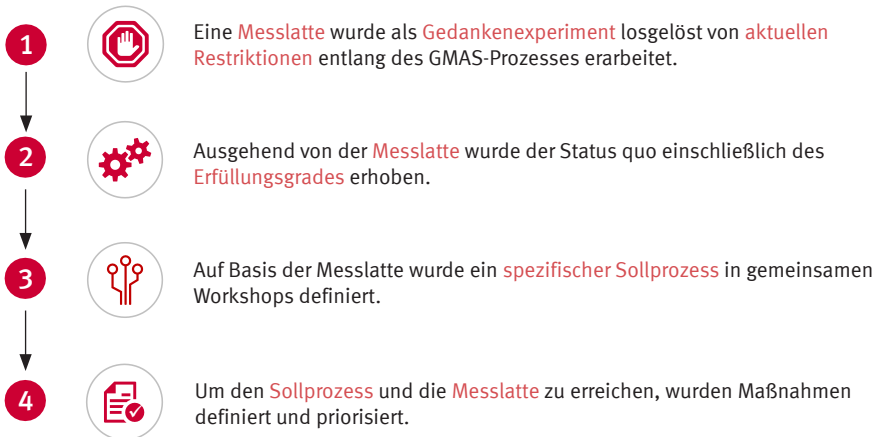 1
Eine Messlatte wurde als Gedankenexperiment losgelöst von aktuellen
Restriktionen entlang des GMAS-Prozesses erarbeitet.
2
Ausgehend von der Messlatte wurde der Status quo einschließlich des
Erfüllungsgrades erhoben.
3
Auf Basis der Messlatte wurde ein spezifischer Sollprozess in gemeinsamen
Workshops definiert.
4
Um den Sollprozess und die Messlatte zu erreichen, wurden Maßnahmen
definiert und priorisiert.